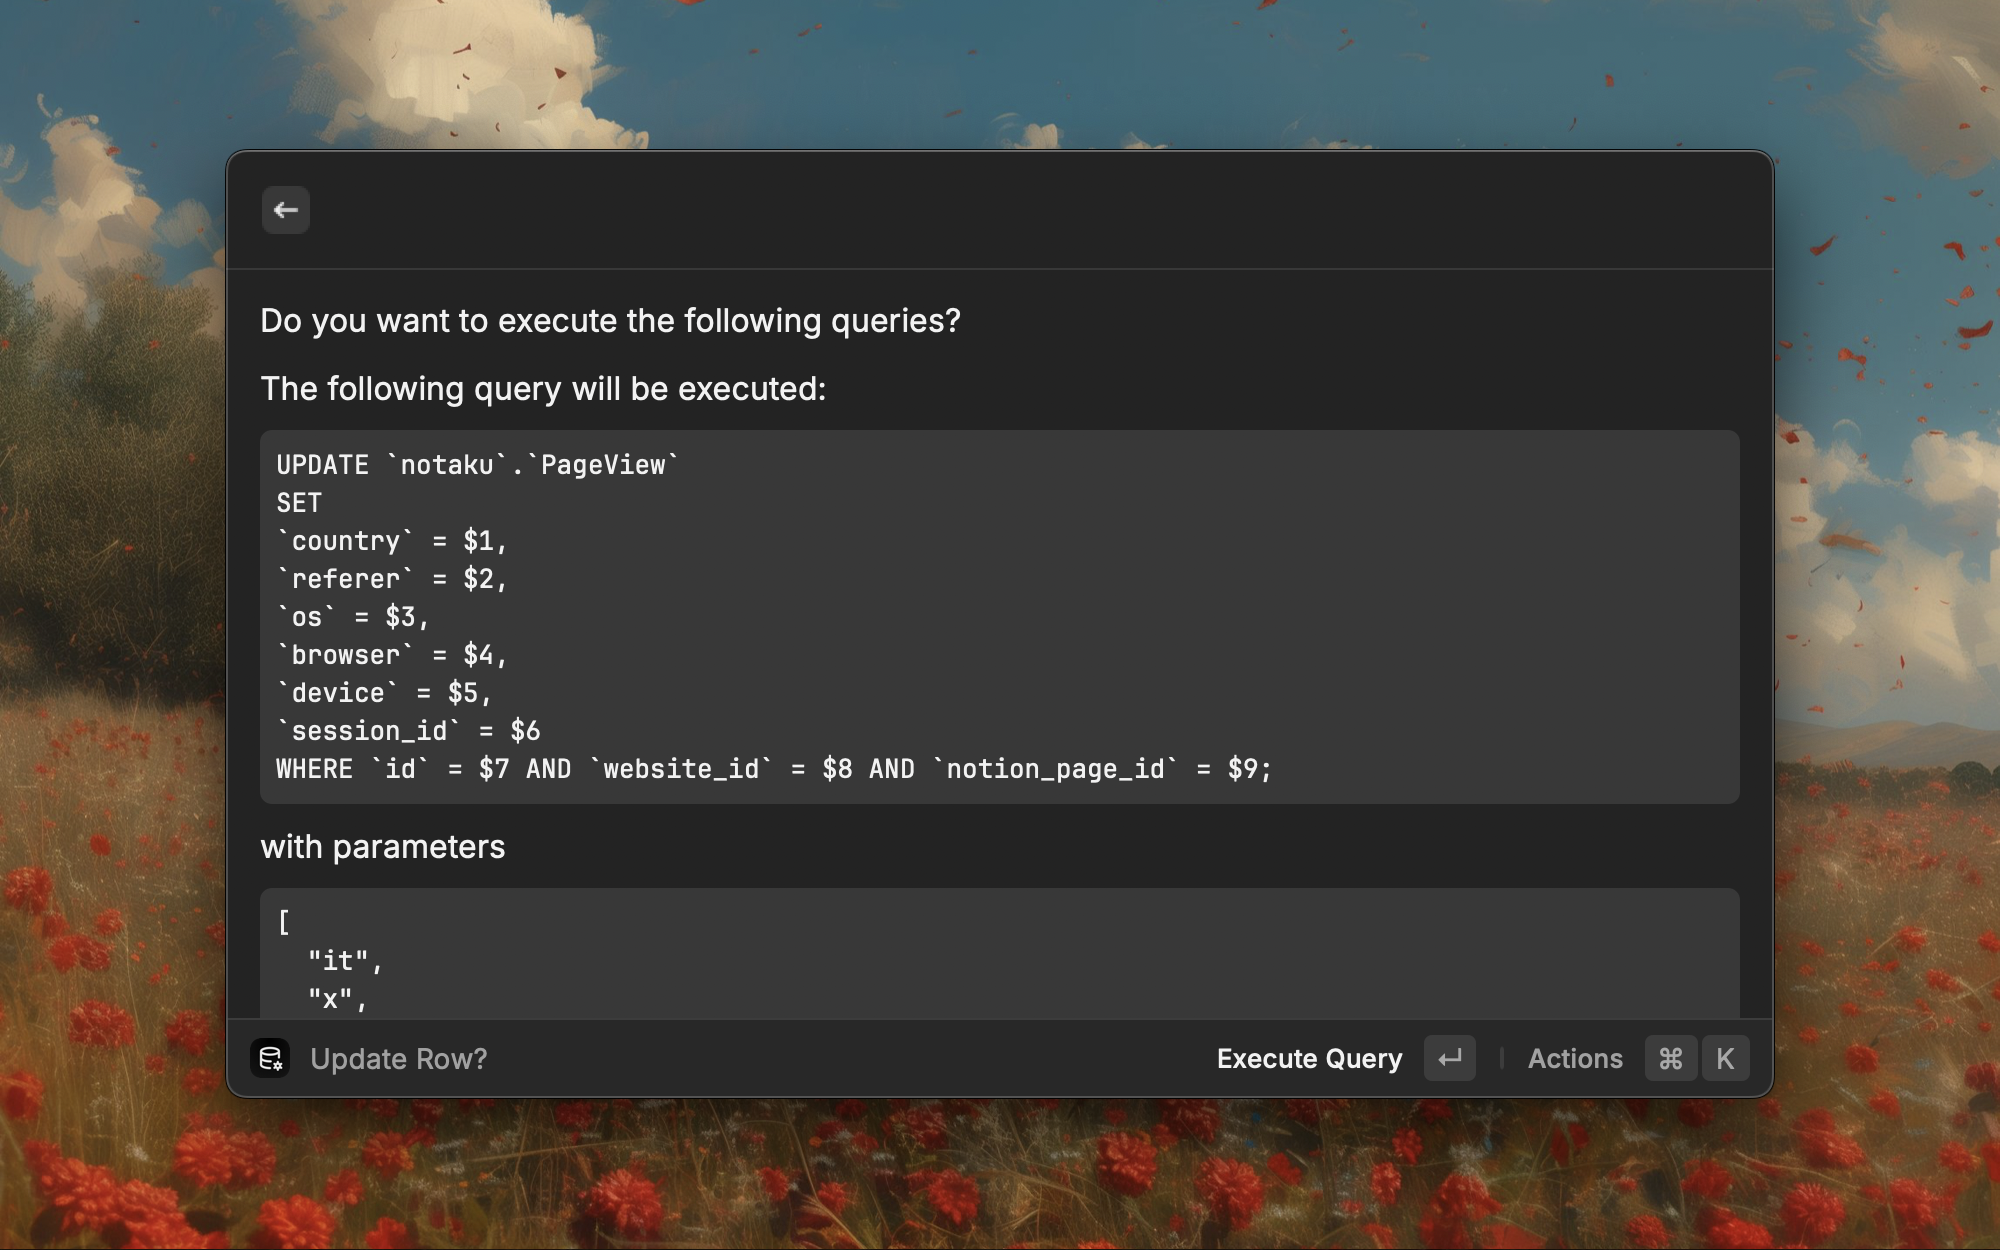 Do you want to execute the following queries?
The following query will be executed:
UPDATE `notaku`.`PageView`
SET
`country` = $1,
`referer` = $2,
`os` = $3,
`browser` = $4,
`device` = $5,
`session_id` = $6
WHERE `id` = $7 AND `website_id` = $8 AND `notion_page_id` = $9;
with parameters
[
"it",
"x",
Update Row?
Execute Query
Actions ⌘ K